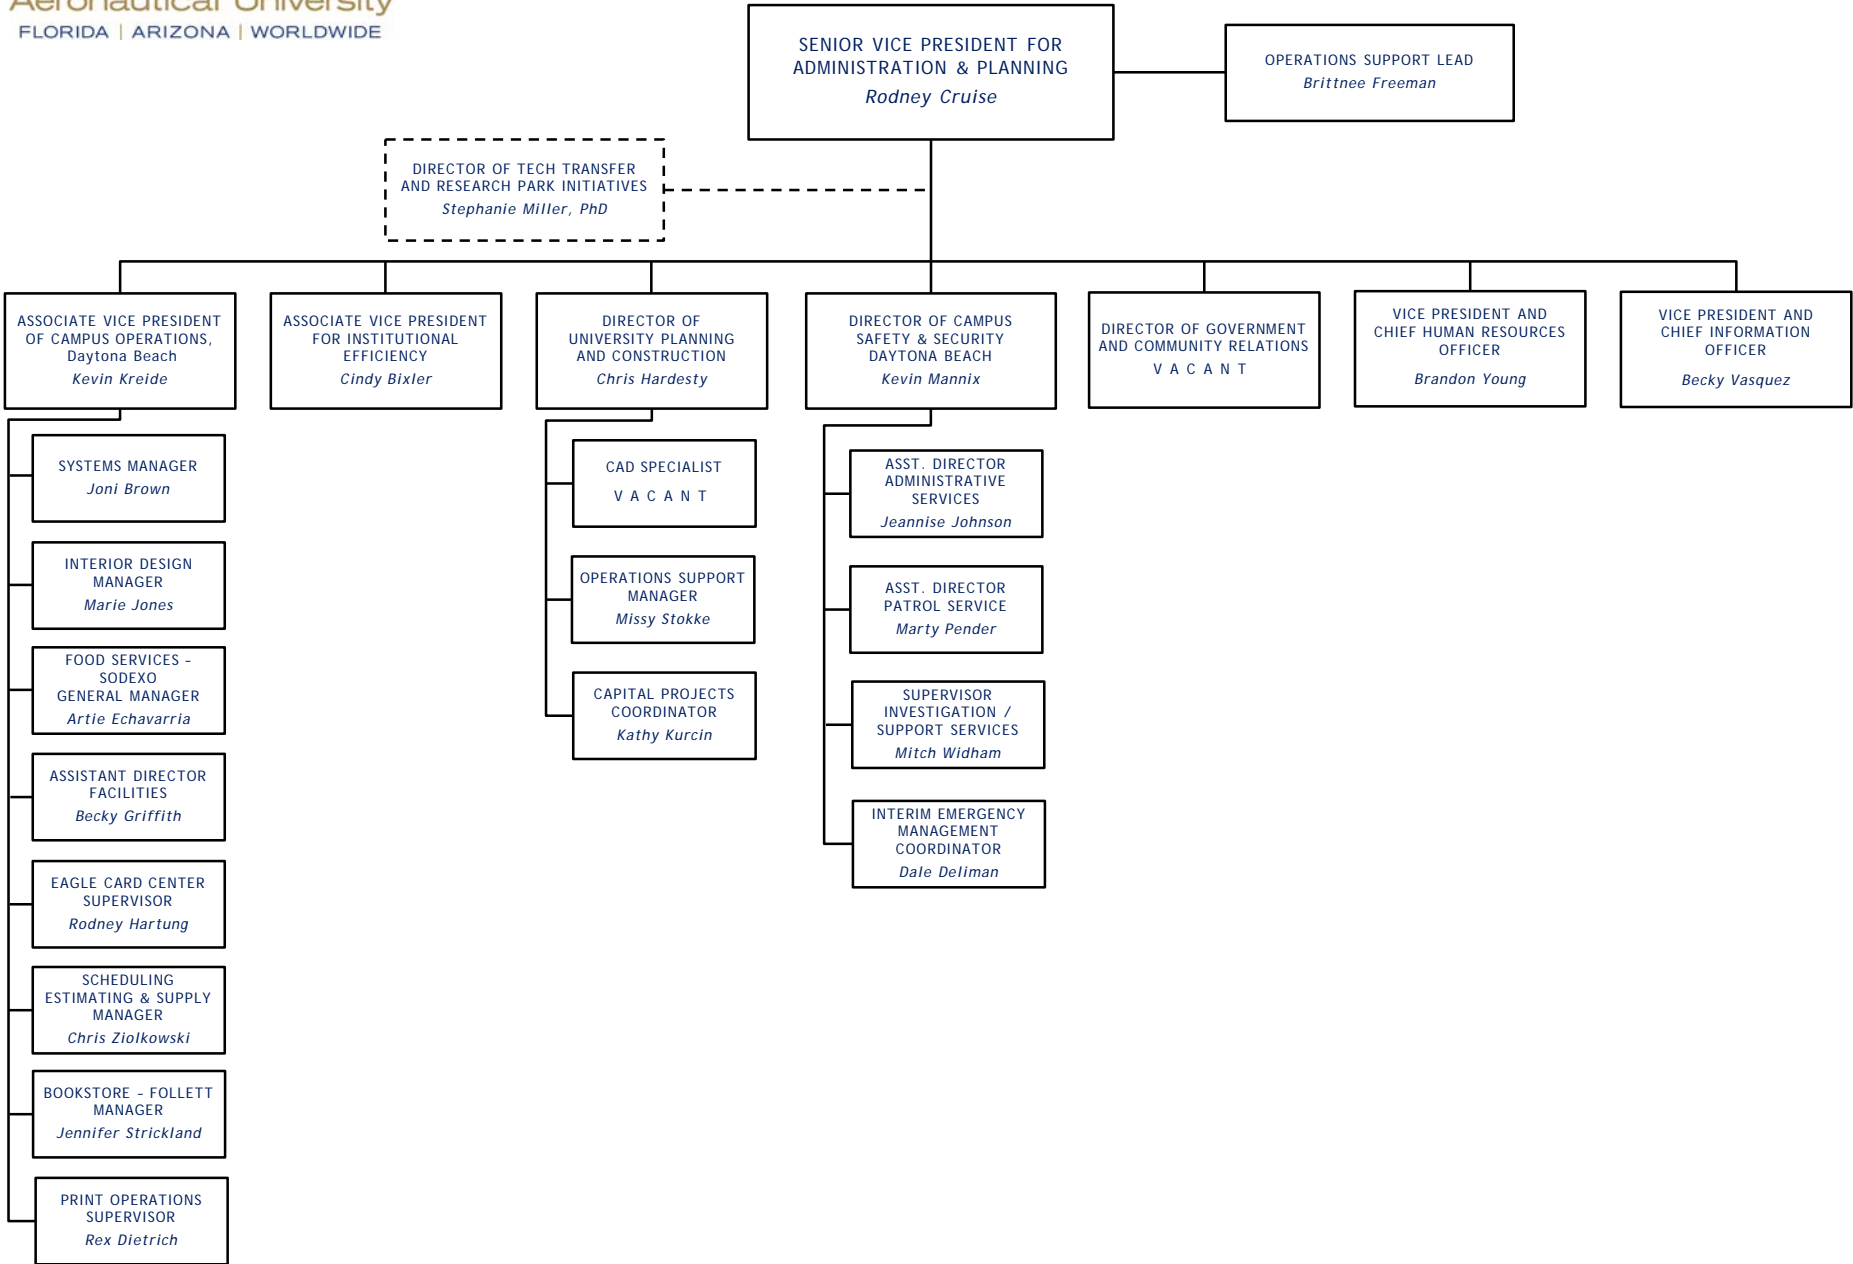 Aeronautical University
FLORIDA | ARIZONA | WORLDWIDE
SENIOR VICE PRESIDENT FOR
ADMINISTRATION & PLANNING
Rodney Cruise
OPERATIONS SUPPORT LEAD
Brittnee Freeman
DIRECTOR OF TECH TRANSFER
AND RESEARCH PARK INITIATIVES
Stephanie Miller, PhD
ASSOCIATE VICE PRESIDENT
OF CAMPUS OPERATIONS,
Daytona Beach
Kevin Kreide
ASSOCIATE VICE PRESIDENT
FOR INSTITUTIONAL
EFFICIENCY
Cindy Bixler
DIRECTOR OF
UNIVERSITY PLANNING
AND CONSTRUCTION
Chris Hardesty
DIRECTOR OF CAMPUS
SAFETY & SECURITY
DAYTONA BEACH
Kevin Mannix
DIRECTOR OF GOVERNMENT
AND COMMUNITY RELATIONS
V A C A N T
VICE PRESIDENT AND
CHIEF HUMAN RESOURCES
OFFICER
Brandon Young
VICE PRESIDENT AND
CHIEF INFORMATION
OFFICER
Becky Vasquez
SYSTEMS MANAGER
Joni Brown
INTERIOR DESIGN
MANAGER
Marie Jones
FOOD SERVICES -
SODEXO
GENERAL MANAGER
Artie Echavarria
ASSISTANT DIRECTOR
FACILITIES
Becky Griffith
EAGLE CARD CENTER
SUPERVISOR
Rodney Hartung
SCHEDULING
ESTIMATING & SUPPLY
MANAGER
Chris Ziolkowski
BOOKSTORE - FOLLETT
MANAGER
Jennifer Strickland
PRINT OPERATIONS
SUPERVISOR
Rex Dietrich
CAD SPECIALIST
V A C A N T
OPERATIONS SUPPORT
MANAGER
Missy Stokke
CAPITAL PROJECTS
COORDINATOR
Kathy Kurcin
ASST. DIRECTOR
ADMINISTRATIVE
SERVICES
Jeannise Johnson
ASST. DIRECTOR
PATROL SERVICE
Marty Pender
SUPERVISOR
INVESTIGATION /
SUPPORT SERVICES
Mitch Widham
INTERIM EMERGENCY
MANAGEMENT
COORDINATOR
Dale Deliman